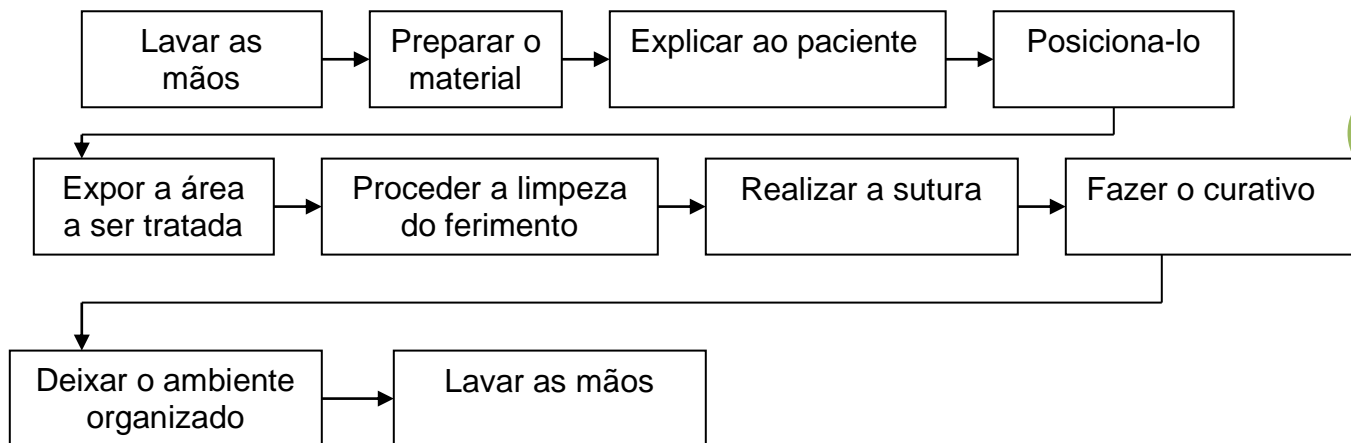 Lavar as
mãos
Preparar o
material
Explicar ao paciente
Posiciona-lo
Expor a área
a ser tratada
Proceder a limpeza
do ferimento
Realizar a sutura
Fazer o curativo
Deixar o ambiente
organizado
Lavar as mãos